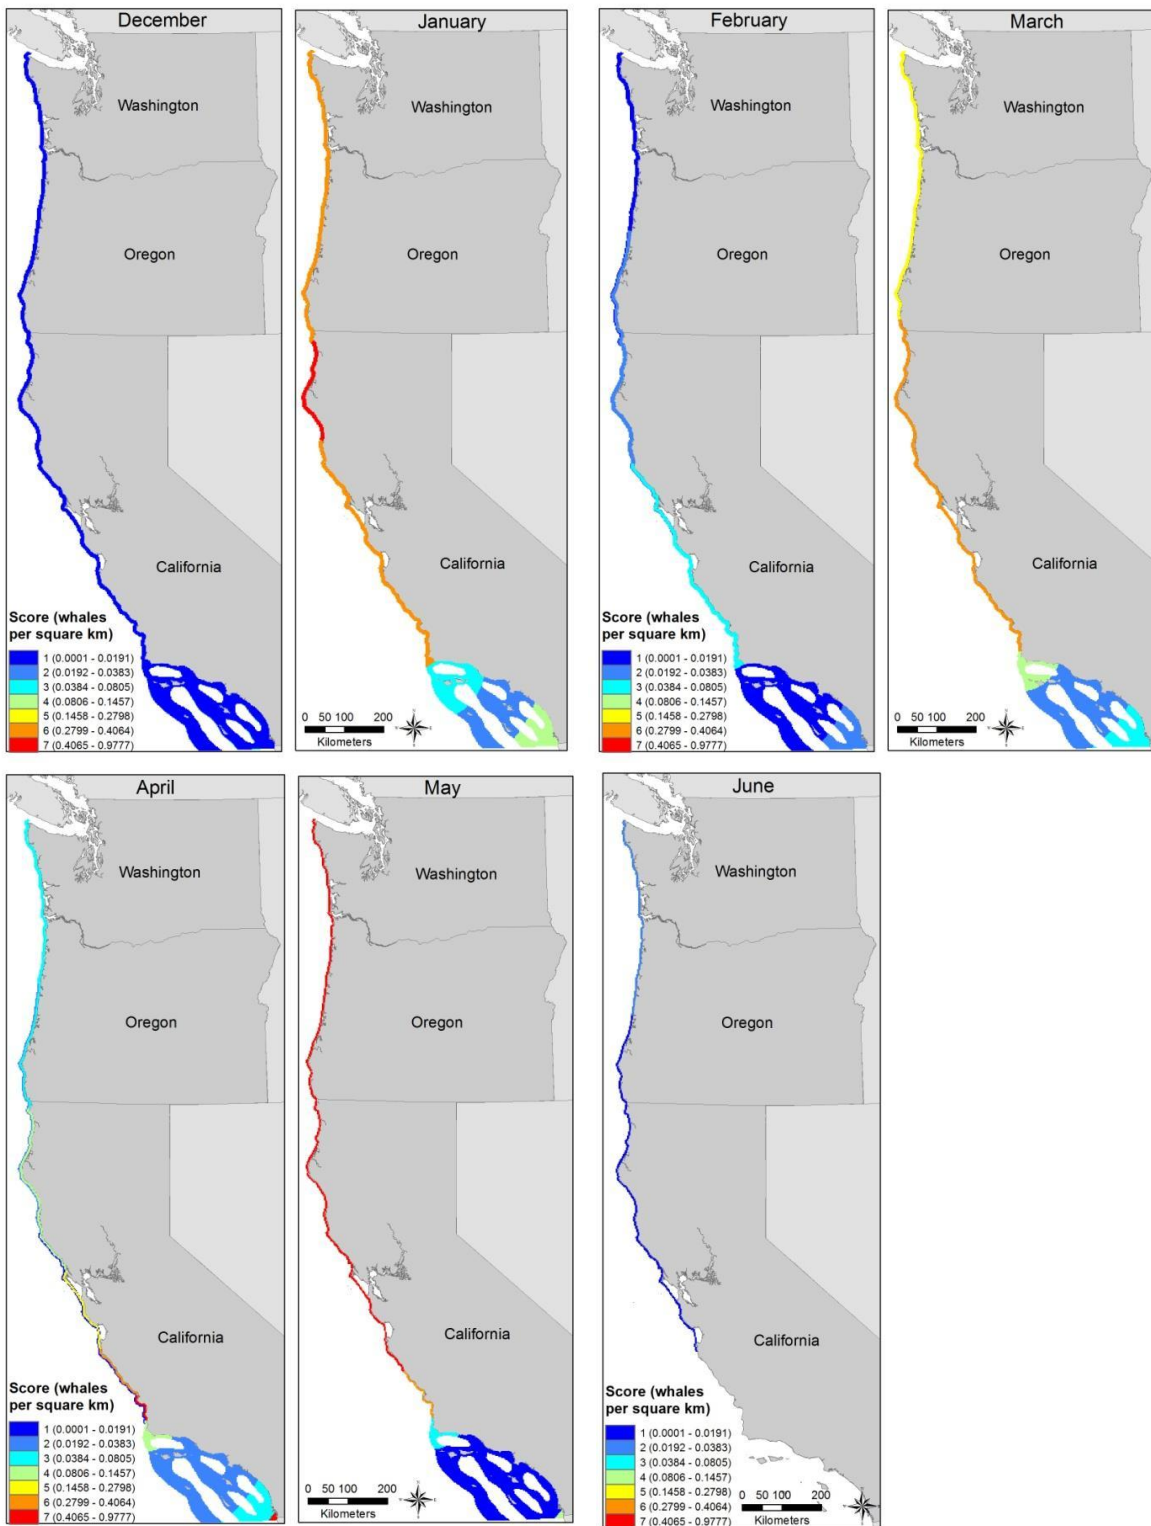 December
Washington
Oregon
California
Score (whales
per square km)
1 (0.0001 - 0.0191)
2 (0.0192 - 0.0383)
3 (0.0384 - 0.0805)
4 (0.0806 - 0.1457)
5 (0.1458 - 0.2798)
6 (0.2799 - 0.4064)
7 (0.4065 - 0.9777)
January
Washington
Oregon
California
0 50 100 200
Kilometers
February
Washington
Oregon
California
Score (whales
per square km)
1 (0.0001 - 0.0191)
2 (0.0192 - 0.0383)
3 (0.0384 - 0.0805)
4 (0.0806 - 0.1457)
5 (0.1458 - 0.2798)
6 (0.2799 - 0.4064)
7 (0.4065 - 0.9777)
March
Washington
Oregon
California
0 50 100 200
Kilometers
April
Washington
Oregon
California
Score (whales
per square km)
1 (0.0001 - 0.0191)
2 (0.0192 - 0.0383)
3 (0.0384 - 0.0805)
4 (0.0806 - 0.1457)
5 (0.1458 - 0.2798)
6 (0.2799 - 0.4064)
7 (0.4065 - 0.9777)
May
Washington
Oregon
California
0 50 100 200
Kilometers
June
Washington
Oregon
California
Score (whales
per square km)
1 (0.0001 - 0.0191)
2 (0.0192 - 0.0383)
3 (0.0384 - 0.0805)
4 (0.0806 - 0.1457)
5 (0.1458 - 0.2798)
6 (0.2799 - 0.4064)
7 (0.4065 - 0.9777)
0 50 100 200
Kilometers